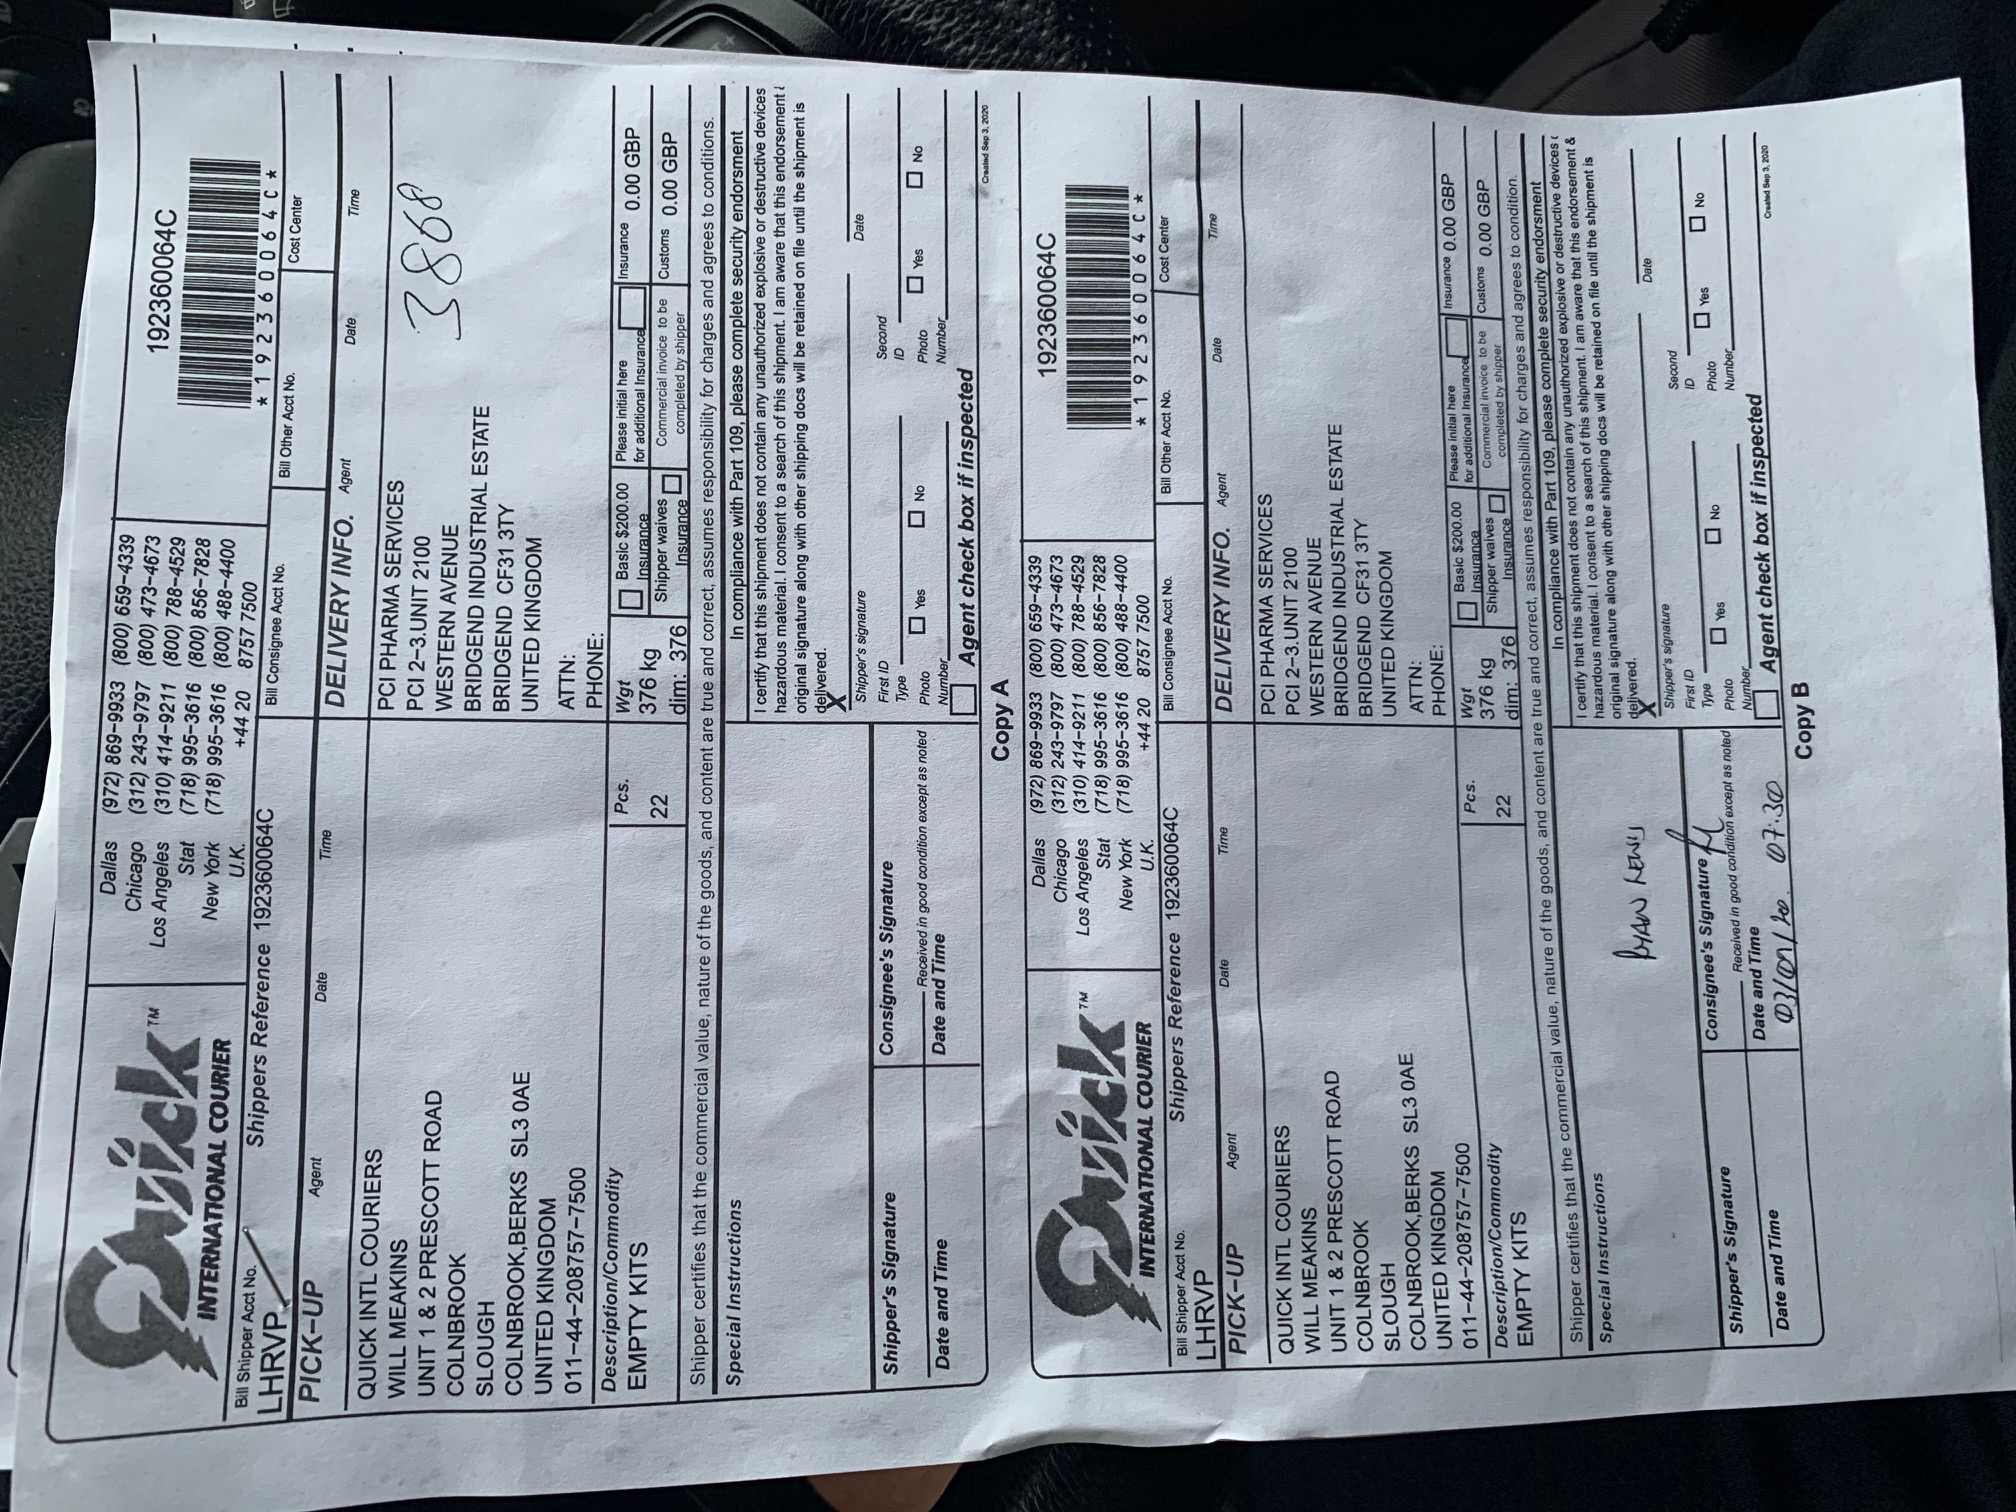 Quick TM
INTERNATIONAL COURIER
Dallas (972) 869-9933 (800) 659-4339
Chicago (312) 243-9797 (800) 473-4673
Los Angeles (310) 414-9211 (800) 788-4529
Stat (718) 995-3616 (800) 856-7828
New York (718) 995-3616 (800) 488-4400
U.K. +44 20 8757 7500
192360064C
*192360064C*
Bill Shipper Acct No.
LHRVP
Shippers Reference 192360064C
Bill Consignee Acct No.
Bill Other Acct No.
Cost Center
PICK-UP Agent Date Time
DELIVERY INFO. Agent Date Time
QUICK INTL COURIERS
WILL MEAKINS
UNIT 1 & 2 PRESCOTT ROAD
COLNBROOK
SLOUGH
COLNBROOK,BERKS SL3 0AE
UNITED KINGDOM
011-44-208757-7500
PCI PHARMA SERVICES
PCI 2-3.UNIT 2100
WESTERN AVENUE
BRIDGEND INDUSTRIAL ESTATE
BRIDGEND CF31 3TY
UNITED KINGDOM
ATTN:
PHONE:
3868
Description/Commodity
EMPTY KITS
Pcs.
22
Wgt
376 kg
dim: 376
Basic $200.00
Insurance
Shipper waives
Insurance
Please initial here
for additional Insurance
Commercial invoice to be
completed by shipper
Insurance 0.00 GBP
Customs 0.00 GBP
Shipper certifies that the commercial value, nature of the goods, and content are true and correct, assumes responsibility for charges and agrees to conditions.
Special Instructions
In compliance with Part 109, please complete security endorsment
I certify that this shipment does not contain any unauthorized explosive or destructive devices
hazardous material. I consent to a search of this shipment. I am aware that this endorsement &
original signature along with other shipping docs will be retained on file until the shipment is
delivered.
X
Shipper's signature Date
First ID
Type
Second
ID
Photo Yes No
Photo Yes No
Number
Number
Agent check box if inspected
Shipper's Signature
Consignee's Signature
Received in good condition except as noted
Date and Time
Date and Time
Created Sep 3, 2020
Copy A
Quick TM
INTERNATIONAL COURIER
Dallas (972) 869-9933 (800) 659-4339
Chicago (312) 243-9797 (800) 473-4673
Los Angeles (310) 414-9211 (800) 788-4529
Stat (718) 995-3616 (800) 856-7828
New York (718) 995-3616 (800) 488-4400
U.K. +44 20 8757 7500
192360064C
*192360064C*
Bill Shipper Acct No.
LHRVP
Shippers Reference 192360064C
Bill Consignee Acct No.
Bill Other Acct No.
Cost Center
PICK-UP Agent Date Time
DELIVERY INFO. Agent Date Time
QUICK INTL COURIERS
WILL MEAKINS
UNIT 1 & 2 PRESCOTT ROAD
COLNBROOK
SLOUGH
COLNBROOK,BERKS SL3 0AE
UNITED KINGDOM
011-44-208757-7500
PCI PHARMA SERVICES
PCI 2-3.UNIT 2100
WESTERN AVENUE
BRIDGEND INDUSTRIAL ESTATE
BRIDGEND CF31 3TY
UNITED KINGDOM
ATTN:
PHONE:
Description/Commodity
EMPTY KITS
Pcs.
22
Wgt
376 kg
dim: 376
Basic $200.00
Insurance
Shipper waives
Insurance
Please initial here
for additional Insurance
Commercial invoice to be
completed by shipper
Insurance 0.00 GBP
Customs 0.00 GBP
Shipper certifies that the commercial value, nature of the goods, and content are true and correct, assumes responsibility for charges and agrees to condition.
Special Instructions
RYAN LEWIS
In compliance with Part 109, please complete security endorsment
I certify that this shipment does not contain any unauthorized explosive or destructive devices
hazardous material. I consent to a search of this shipment. I am aware that this endorsement &
original signature along with other shipping docs will be retained on file until the shipment is
delivered.
X
Shipper's signature Date
First ID
Type
Second
ID
Photo Yes No
Photo Yes No
Number
Number
Agent check box if inspected
Shipper's Signature
Consignee's Signature
Received in good condition except as noted
Date and Time
Date and Time
03/09/20. 07:30
Created Sep 3, 2020
Copy B